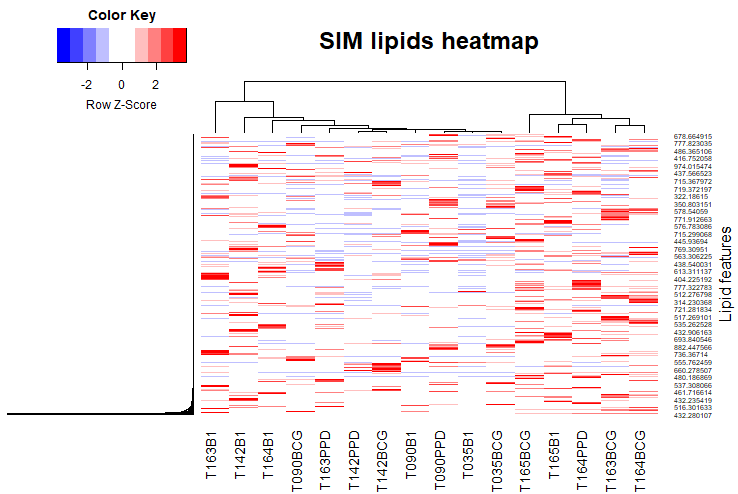 Color Key
-2 0 2
Row Z-Score
SIM lipids heatmap
678.664915
777.823035
486.365106
416.752058
974.015474
437.566523
715.367972
719.372197
322.18615
350.803151
578.54059
771.912663
576.783086
715.299068
445.93694
769.30951
563.306225
438.540031
613.311137
404.225192
777.322783
512.276798
314.230368
721.281834
517.269101
535.262528
432.906163
693.840546
882.447566
736.36714
555.762459
660.278507
480.186869
537.308066
461.716614
432.235419
516.301633
432.280107
Lipid features
T163B1
T142B1
T164B1
T090BCG
T163PPD
T142PPD
T142BCG
T090B1
T090PPD
T035B1
T035BCG
T165BCG
T165B1
T164PPD
T163BCG
T164BCG